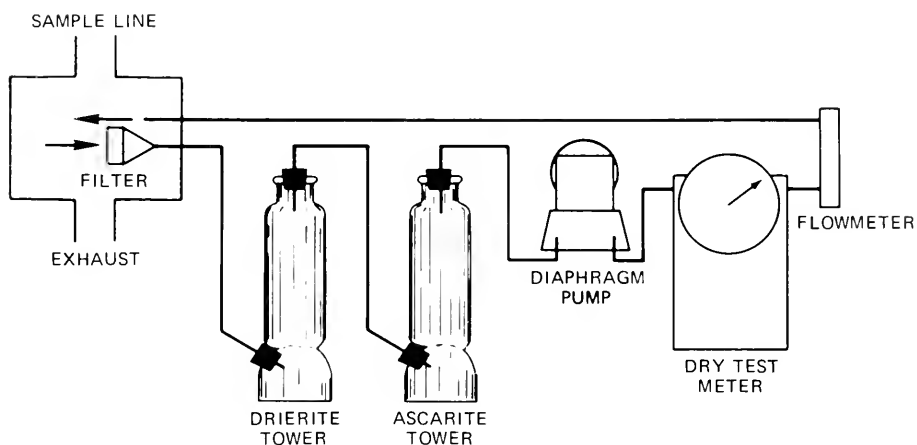 SAMPLE LINE
FILTER
EXHAUST
DRIERITE
TOWER
ASCARITE
TOWER
DIAPHRAGM
PUMP
DRY TEST
METER
FLOWMETER